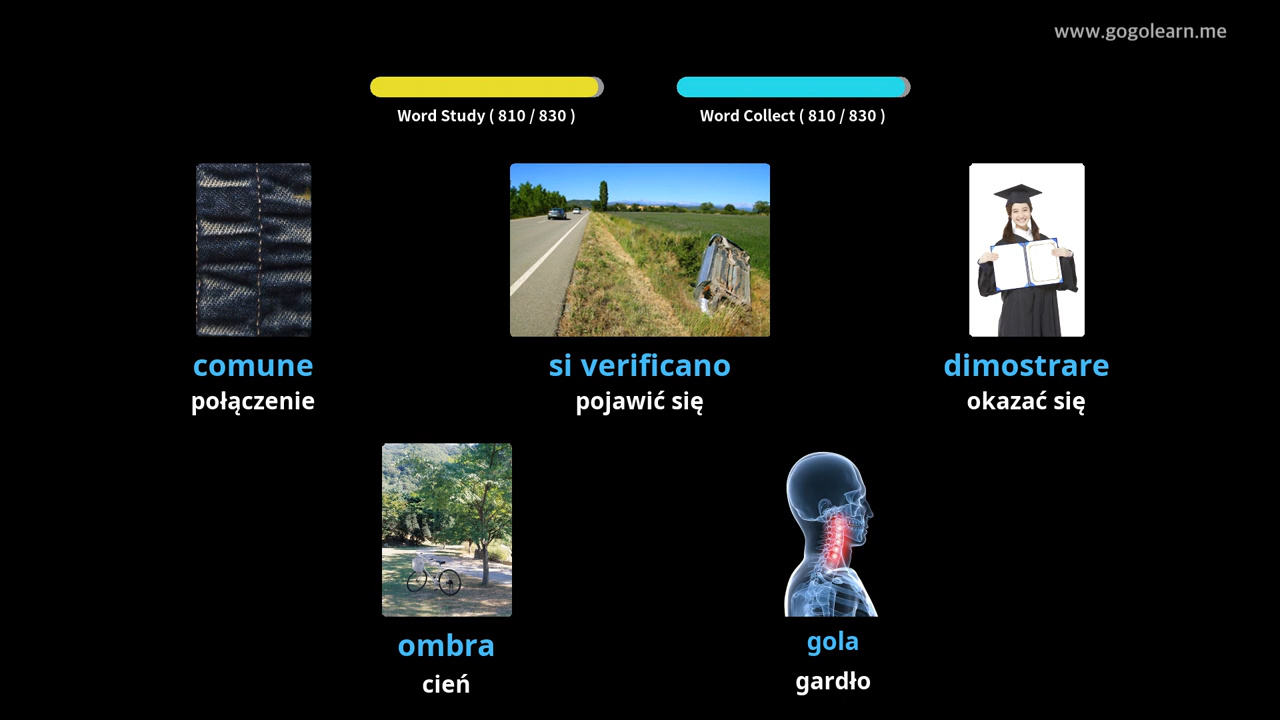 www.gogolearn.me
Word Study ( 810 / 830 )
Word Collect ( 810 / 830 )
comune
połączenie
si verificano
pojawić się
dimostrare
okazać się
ombra
cień
gola
gardło